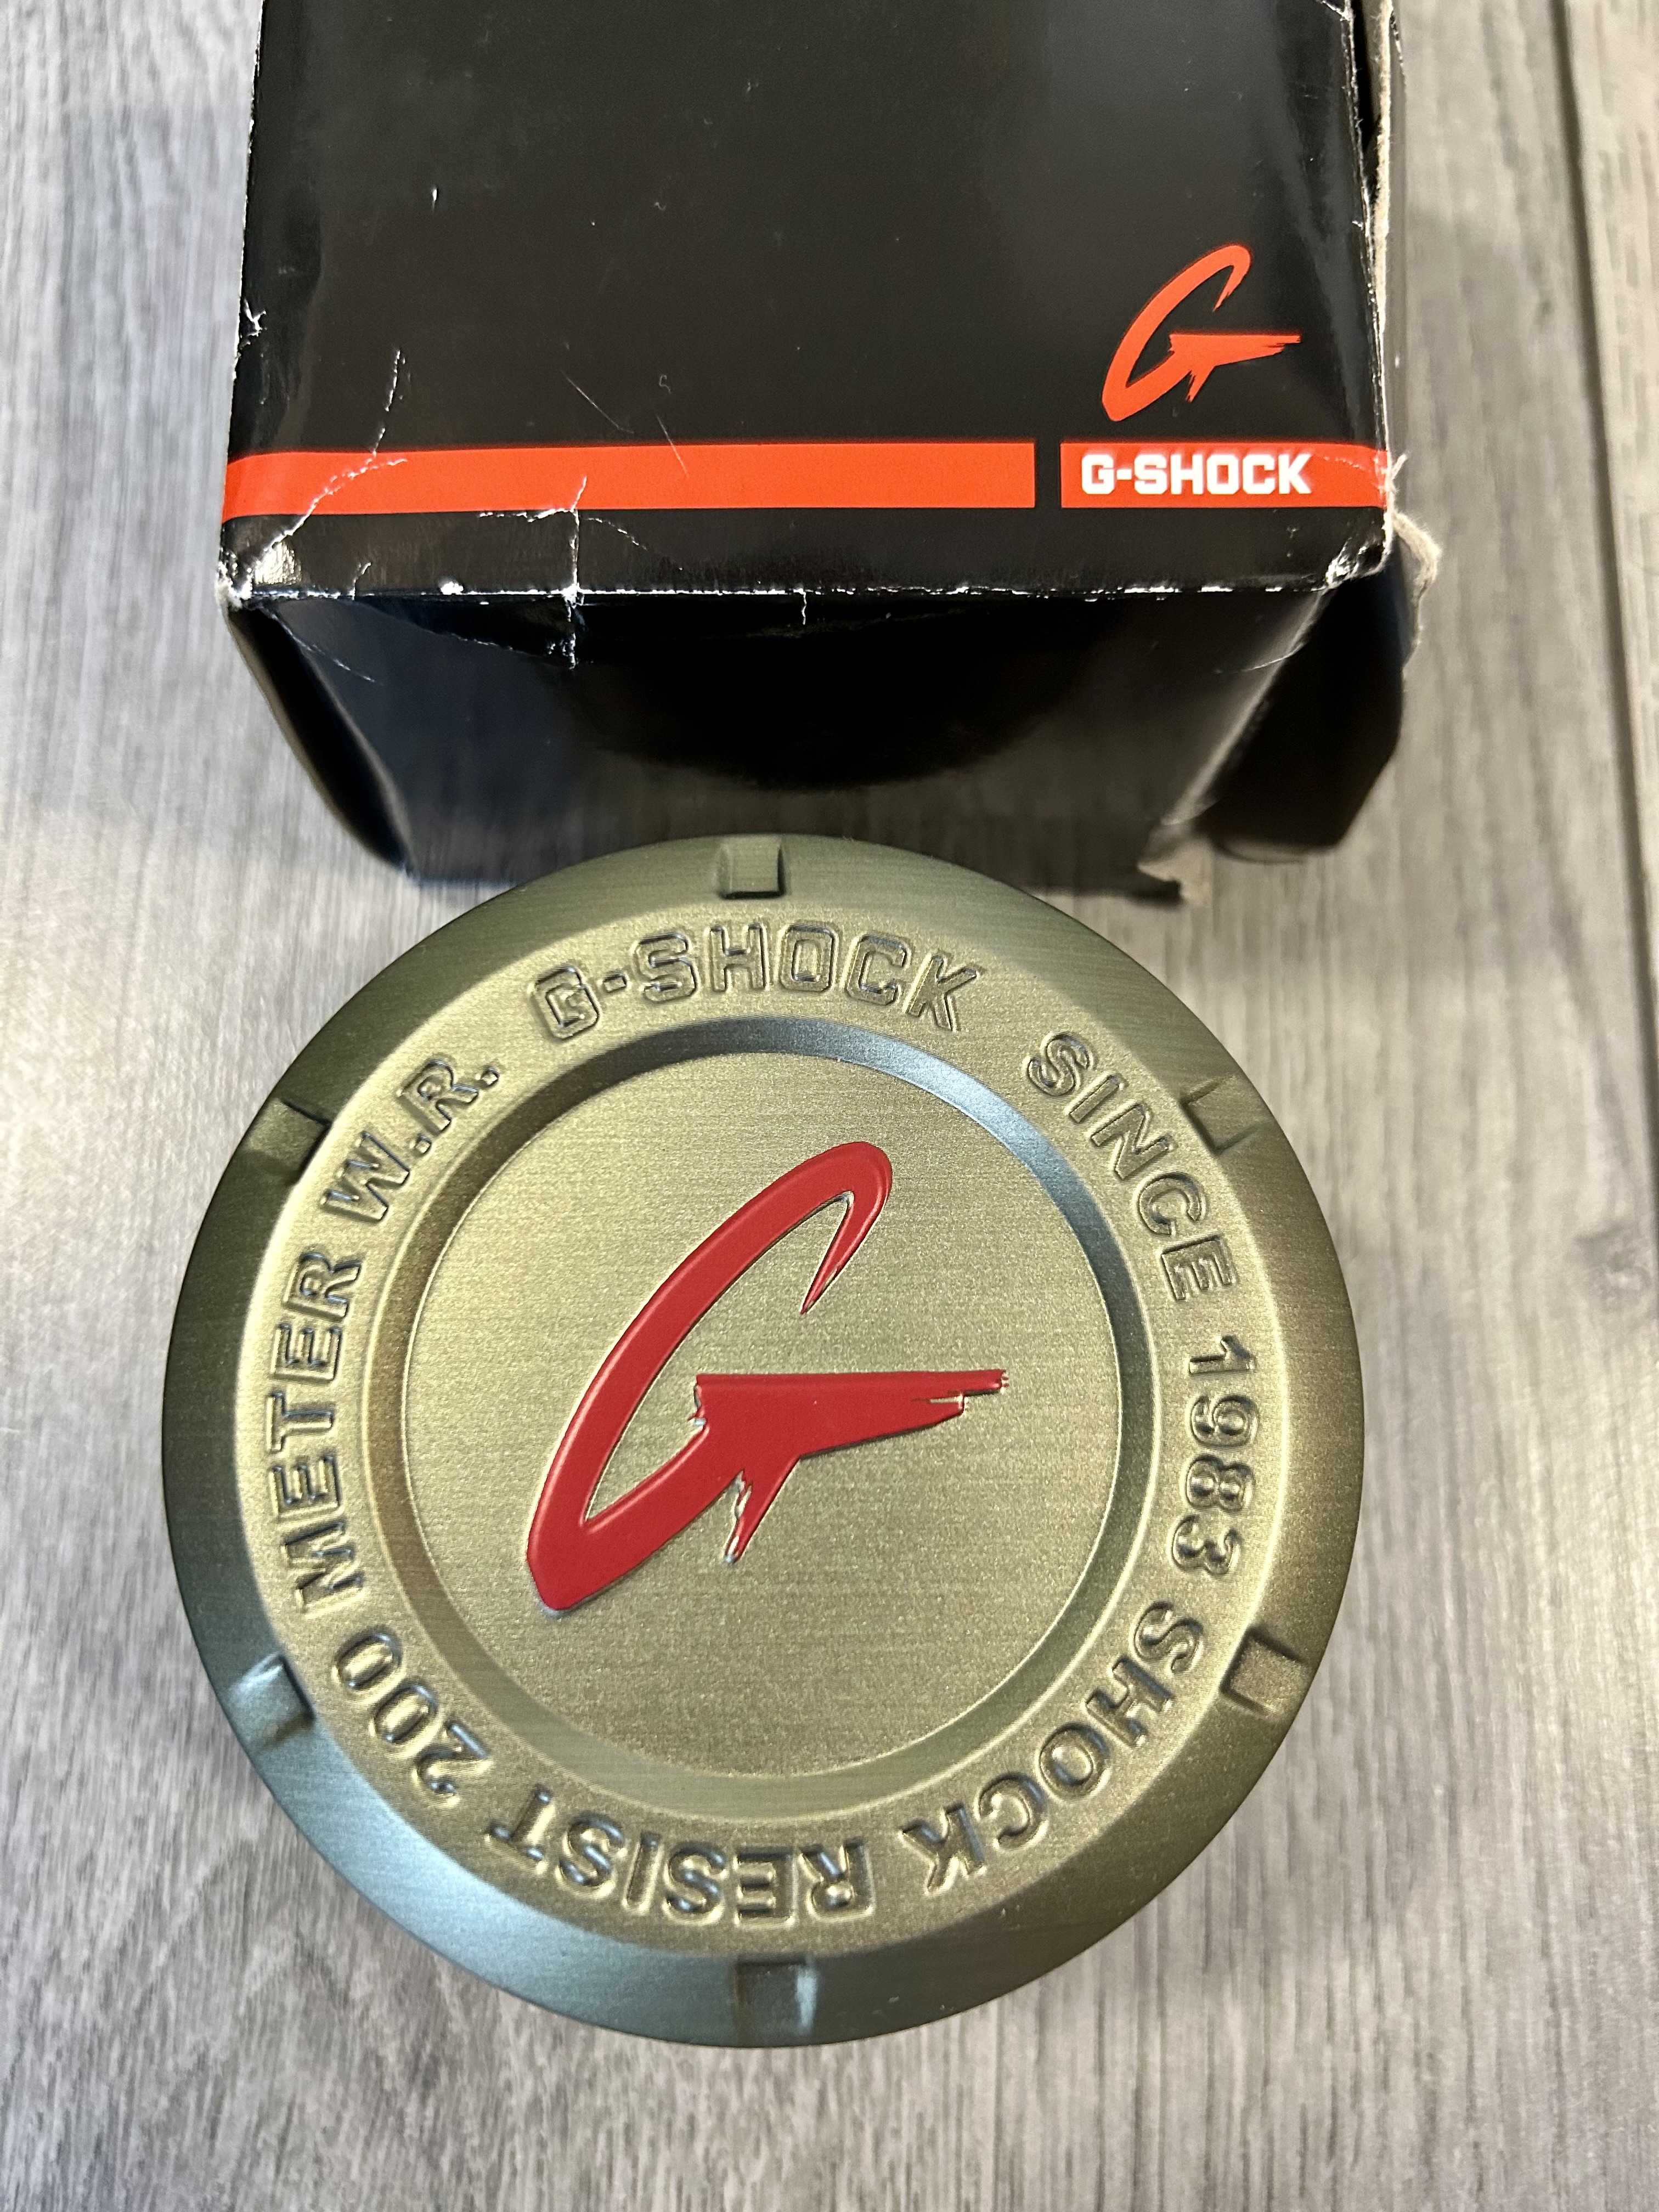 G-SHOCK
G-SHOCK SINCE 1983 SHOCK RESIST 200 METER W.R.